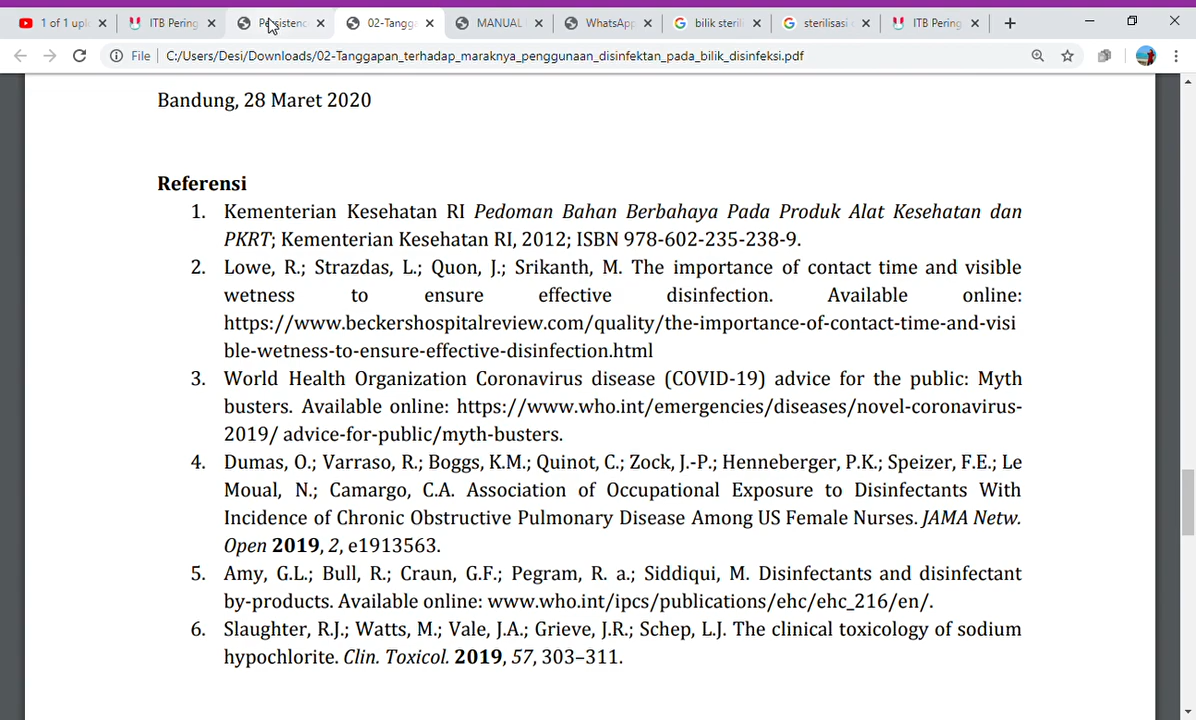 1 of 1 uplo
ITB Pering
Persistenc
02-Tangg
MANUAL
WhatsApp
bilik steril
sterilisasi
ITB Pering
File
C:/Users/Desi/Downloads/02-Tanggapan_terhadap_maraknya_penggunaan_disinfektan_pada_bilik_disinfeksi.pdf
Bandung, 28 Maret 2020
Referensi
1. Kementerian Kesehatan RI Pedoman Bahan Berbahaya Pada Produk Alat Kesehatan dan
PKRT; Kementerian Kesehatan RI, 2012; ISBN 978-602-235-238-9.
2. Lowe, R.; Strazdas, L.; Quon, J.; Srikanth, M. The importance of contact time and visible
wetness to ensure effective disinfection. Available online:
https://www.beckershospitalreview.com/quality/the-importance-of-contact-time-and-visi
ble-wetness-to-ensure-effective-disinfection.html
3. World Health Organization Coronavirus disease (COVID-19) advice for the public: Myth
busters. Available online: https://www.who.int/emergencies/diseases/novel-coronavirus-
2019/ advice-for-public/myth-busters.
4. Dumas, O.; Varraso, R.; Boggs, K.M.; Quinot, C.; Zock, J.-P.; Henneberger, P.K.; Speizer, F.E.; Le
Moual, N.; Camargo, C.A. Association of Occupational Exposure to Disinfectants With
Incidence of Chronic Obstructive Pulmonary Disease Among US Female Nurses. JAMA Netw.
Open 2019, 2, e1913563.
5. Amy, G.L.; Bull, R.; Craun, G.F.; Pegram, R. a.; Siddiqui, M. Disinfectants and disinfectant
by-products. Available online: www.who.int/ipcs/publications/ehc/ehc_216/en/.
6. Slaughter, R.J.; Watts, M.; Vale, J.A.; Grieve, J.R.; Schep, L.J. The clinical toxicology of sodium
hypochlorite. Clin. Toxicol. 2019, 57, 303–311.